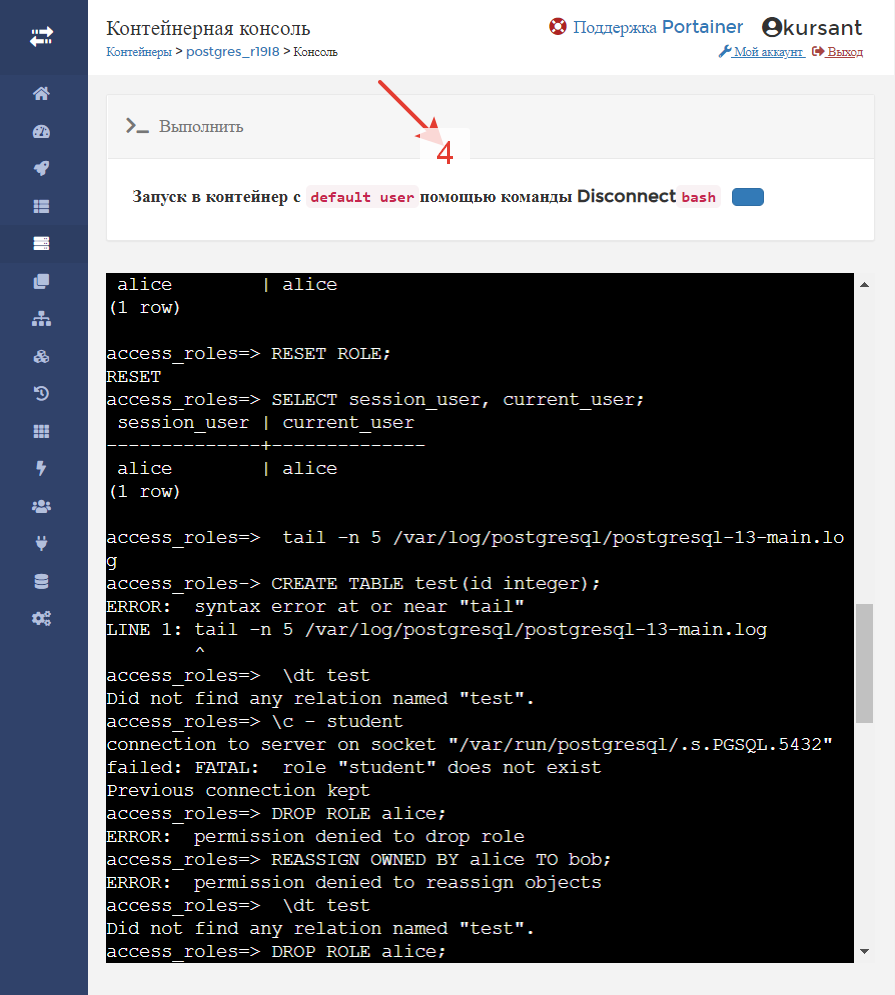 Контейнерная консоль
Поддержка Portainer
kursant
Контейнеры > postgres_r19l8 > Консоль
Мой аккаунт
Выход
Выполнить
4
Запуск в контейнер с default user помощью команды Disconnect bash
 alice        | alice
(1 row)
access_roles=> RESET ROLE;
RESET
access_roles=> SELECT session_user, current_user;
 session_user | current_user
--------------+--------------
 alice        | alice
(1 row)
access_roles=>  tail -n 5 /var/log/postgresql/postgresql-13-main.lo
g
access_roles-> CREATE TABLE test(id integer);
ERROR:  syntax error at or near "tail"
LINE 1: tail -n 5 /var/log/postgresql/postgresql-13-main.log
        ^
access_roles=>  \dt test
Did not find any relation named "test".
access_roles=> \c - student
connection to server on socket "/var/run/postgresql/.s.PGSQL.5432"
failed: FATAL:  role "student" does not exist
Previous connection kept
access_roles=> DROP ROLE alice;
ERROR:  permission denied to drop role
access_roles=> REASSIGN OWNED BY alice TO bob;
ERROR:  permission denied to reassign objects
access_roles=>  \dt test
Did not find any relation named "test".
access_roles=> DROP ROLE alice;